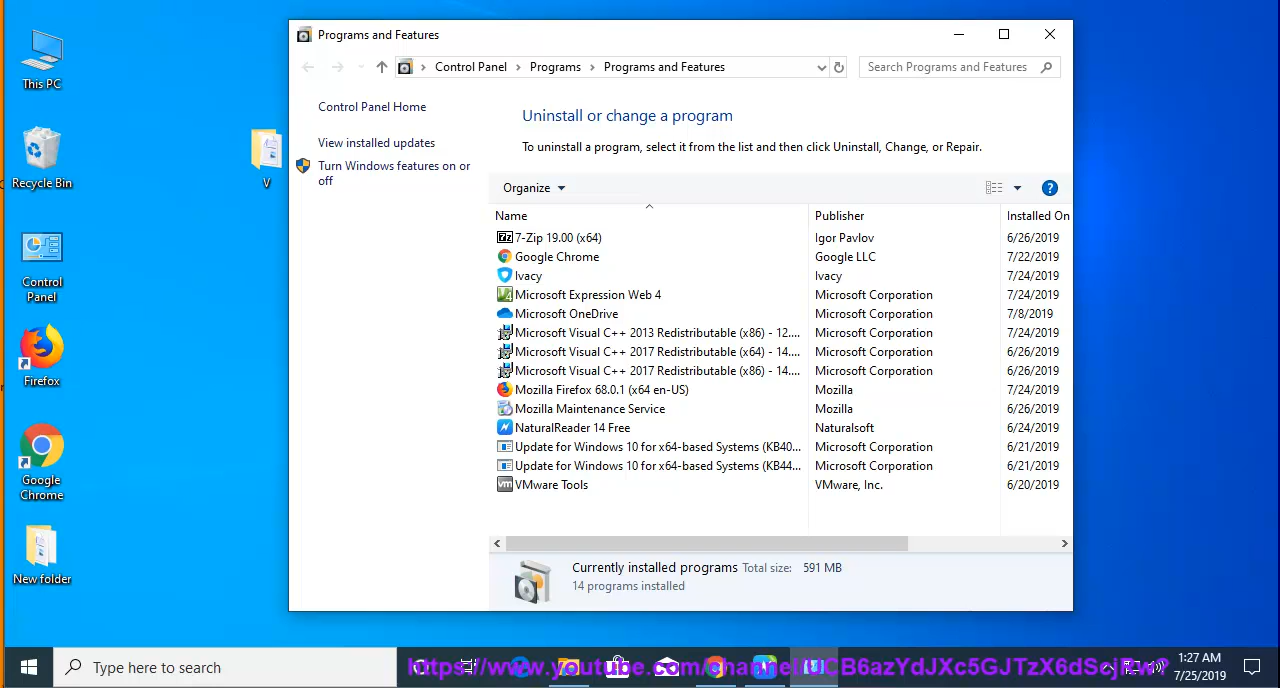 This PC
Recycle Bin
Control
Panel
Firefox
Google
Chrome
New folder
V
Programs and Features
Control Panel > Programs > Programs and Features
Search Programs and Features
Control Panel Home
View installed updates
Turn Windows features on or
off
Uninstall or change a program
To uninstall a program, select it from the list and then click Uninstall, Change, or Repair.
Organize
Name Publisher Installed On
7-Zip 19.00 (x64) Igor Pavlov 6/26/2019
Google Chrome Google LLC 7/22/2019
Ivacy Ivacy 7/24/2019
Microsoft Expression Web 4 Microsoft Corporation 7/24/2019
Microsoft OneDrive Microsoft Corporation 7/8/2019
Microsoft Visual C++ 2013 Redistributable (x86) - 12.... Microsoft Corporation 7/24/2019
Microsoft Visual C++ 2017 Redistributable (x64) - 14.... Microsoft Corporation 6/26/2019
Microsoft Visual C++ 2017 Redistributable (x86) - 14.... Microsoft Corporation 6/26/2019
Mozilla Firefox 68.0.1 (x64 en-US) Mozilla 7/24/2019
Mozilla Maintenance Service Mozilla 6/26/2019
NaturalReader 14 Free Naturalsoft 6/24/2019
Update for Windows 10 for x64-based Systems (KB40... Microsoft Corporation 6/21/2019
Update for Windows 10 for x64-based Systems (KB44... Microsoft Corporation 6/21/2019
VMware Tools VMware, Inc. 6/20/2019
Currently installed programs Total size: 591 MB
14 programs installed
Type here to search
1:27 AM
7/25/2019